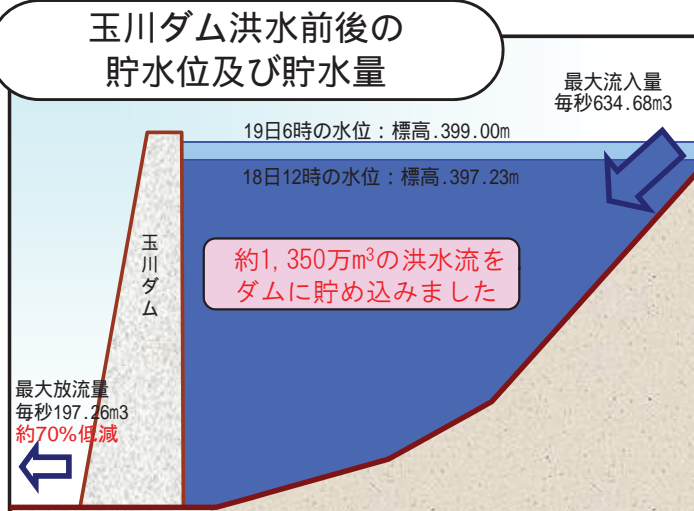 玉川ダム洪水前後の
貯水位及び貯水量
最大流入量
毎秒634.68m3
19日6時の水位：標高.399.00m
18日12時の水位：標高.397.23m
玉川ダム
約1,350万m³の洪水流を
ダムに貯め込みました
最大放流量
毎秒197.26m3
約70%低減